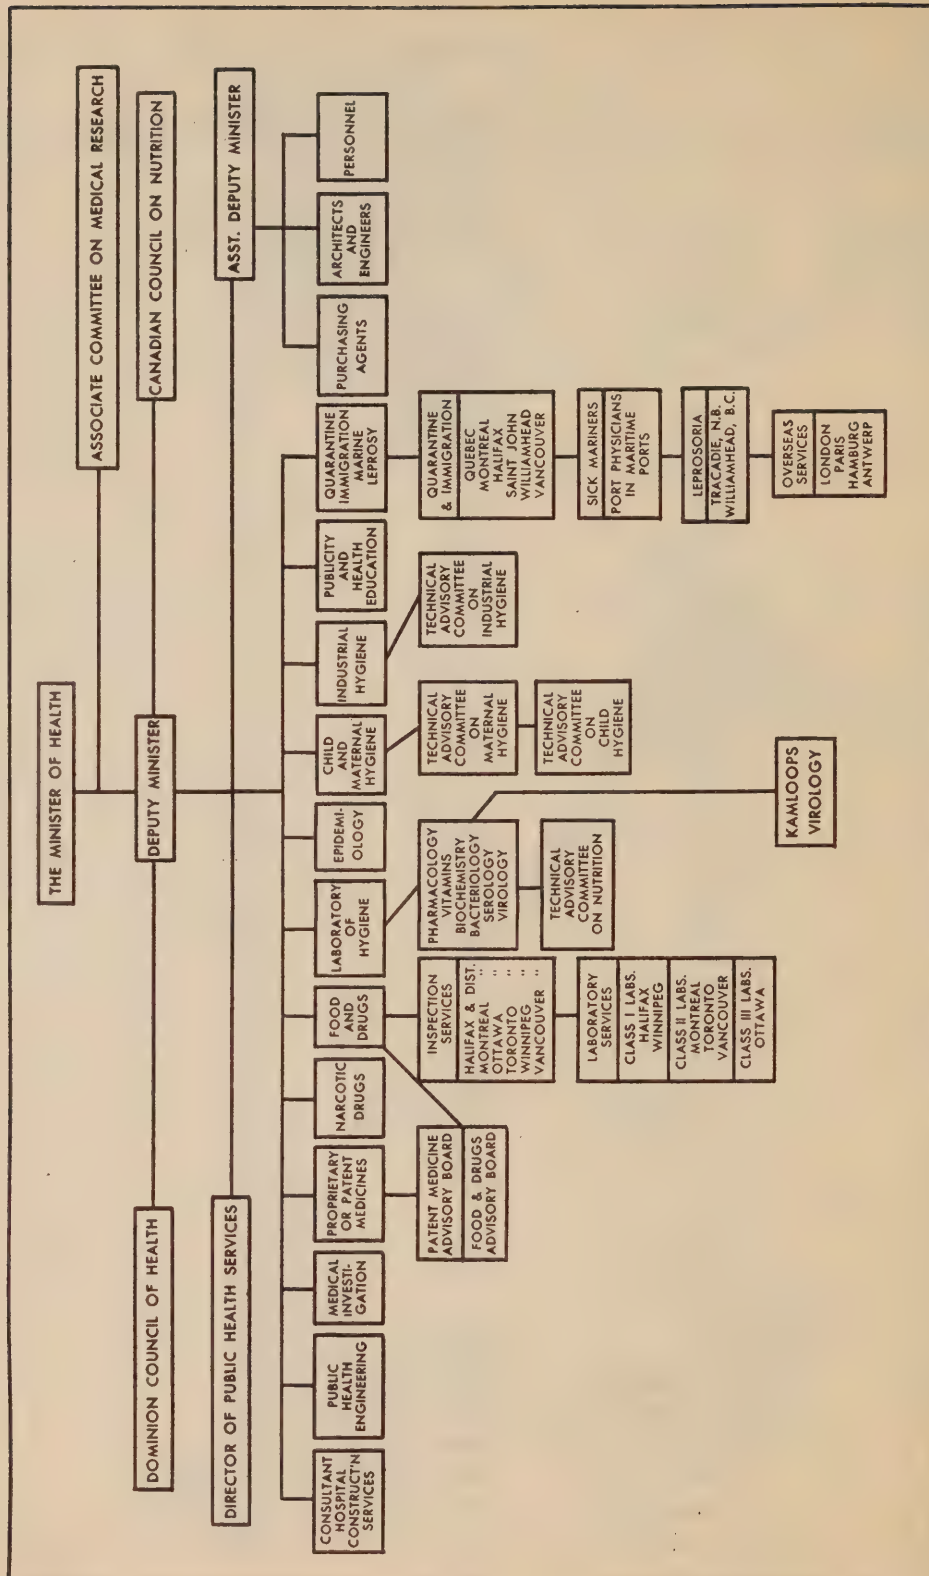 THE MINISTER OF HEALTH
ASSOCIATE COMMITTEE ON MEDICAL RESEARCH
DOMINION COUNCIL OF HEALTH
DEPUTY MINISTER
CANADIAN COUNCIL ON NUTRITION
DIRECTOR OF PUBLIC HEALTH SERVICES
ASST. DEPUTY MINISTER
CONSULTANT
HOSPITAL
CONSTRUCT'N
SERVICES
PUBLIC
HEALTH
ENGINEERING
MEDICAL
INVESTI-
GATION
PROPRIETARY
OR PATENT
MEDICINES
NARCOTIC
DRUGS
FOOD
AND
DRUGS
LABORATORY
OF
HYGIENE
EPIDEMI-
OLOGY
CHILD
AND
MATERNAL
HYGIENE
INDUSTRIAL
HYGIENE
PUBLICITY
AND
HEALTH
EDUCATION
QUARANTINE
IMMIGRATION
MARINE
LEPROSY
PURCHASING
AGENTS
ARCHITECTS
AND
ENGINEERS
PERSONNEL
PATENT MEDICINE
ADVISORY BOARD
FOOD & DRUGS
ADVISORY BOARD
INSPECTION
SERVICES
HALIFAX & DIST.
MONTREAL "
OTTAWA "
TORONTO "
WINNIPEG "
VANCOUVER "
LABORATORY
SERVICES
CLASS I LABS.
HALIFAX
WINNIPEG
CLASS II LABS.
MONTREAL
TORONTO
VANCOUVER
CLASS III LABS.
OTTAWA
PHARMACOLOGY
VITAMINS
BIOCHEMISTRY
BACTERIOLOGY
SEROLOGY
VIROLOGY
TECHNICAL
ADVISORY
COMMITTEE
ON NUTRITION
KAMLOOPS
VIROLOGY
TECHNICAL
ADVISORY
COMMITTEE
ON
MATERNAL
HYGIENE
TECHNICAL
ADVISORY
COMMITTEE
ON
CHILD
HYGIENE
TECHNICAL
ADVISORY
COMMITTEE
ON
INDUSTRIAL
HYGIENE
QUARANTINE
& IMMIGRATION
QUEBEC
MONTREAL
HALIFAX
SAINT JOHN
WILLIAMHEAD
VANCOUVER
SICK MARINERS
PORT PHYSICIANS
IN MARITIME
PORTS
LEPROSORIA
TRACADIE, N.B.
WILLIAMHEAD, B.C.
OVERSEAS
SERVICES
LONDON
PARIS
HAMBURG
ANTWERP